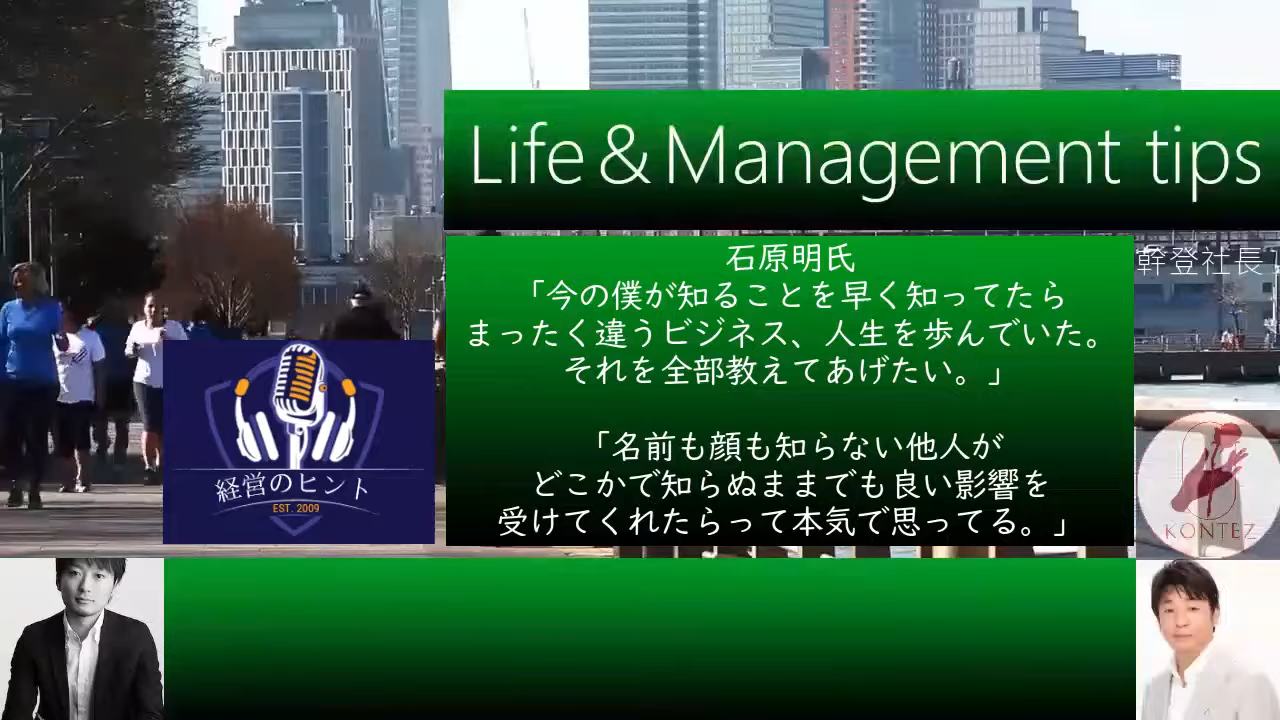 Life&Management tips
石原明氏
「今の僕が知ることを早く知ってたら
まったく違うビジネス、人生を歩んでいた。
それを全部教えてあげたい。」
「名前も顔も知らない他人が
どこかで知らぬままでも良い影響を
受けてくれたらって本気で思ってる。」
幹登社長
経営のヒント
EST. 2009
KONTEZ